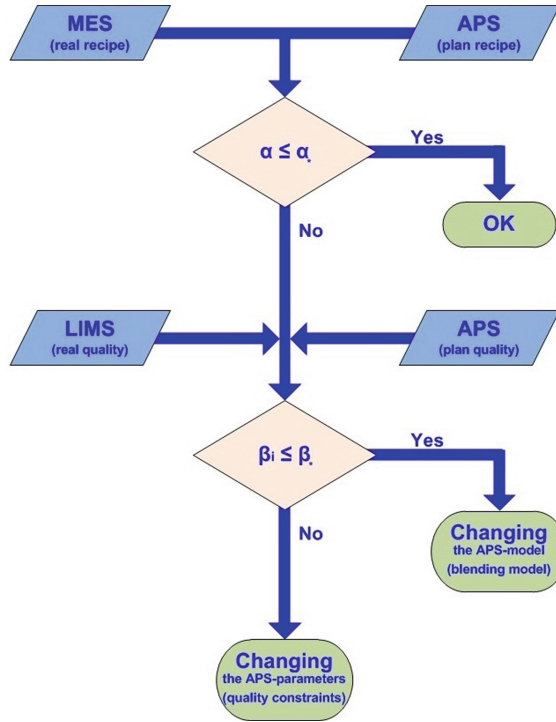 MES
(real recipe)
APS
(plan recipe)
α ≤ α*
Yes
OK
No
LIMS
(real quality)
APS
(plan quality)
βi ≤ β*
Yes
Changing
the APS-model
(blending model)
No
Changing
the APS-parameters
(quality constraints)